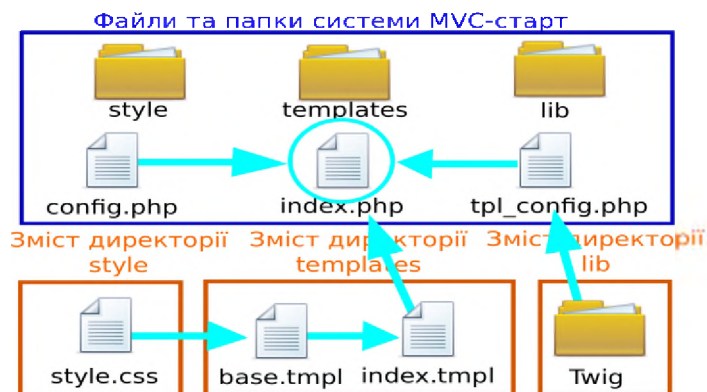 Файли та папки системи MVC-старт
style templates lib
config.php index.php tpl_config.php
Зміст директорії Зміст директорії Зміст директорії
style templates lib
style.css base.tmpl index.tmpl Twig